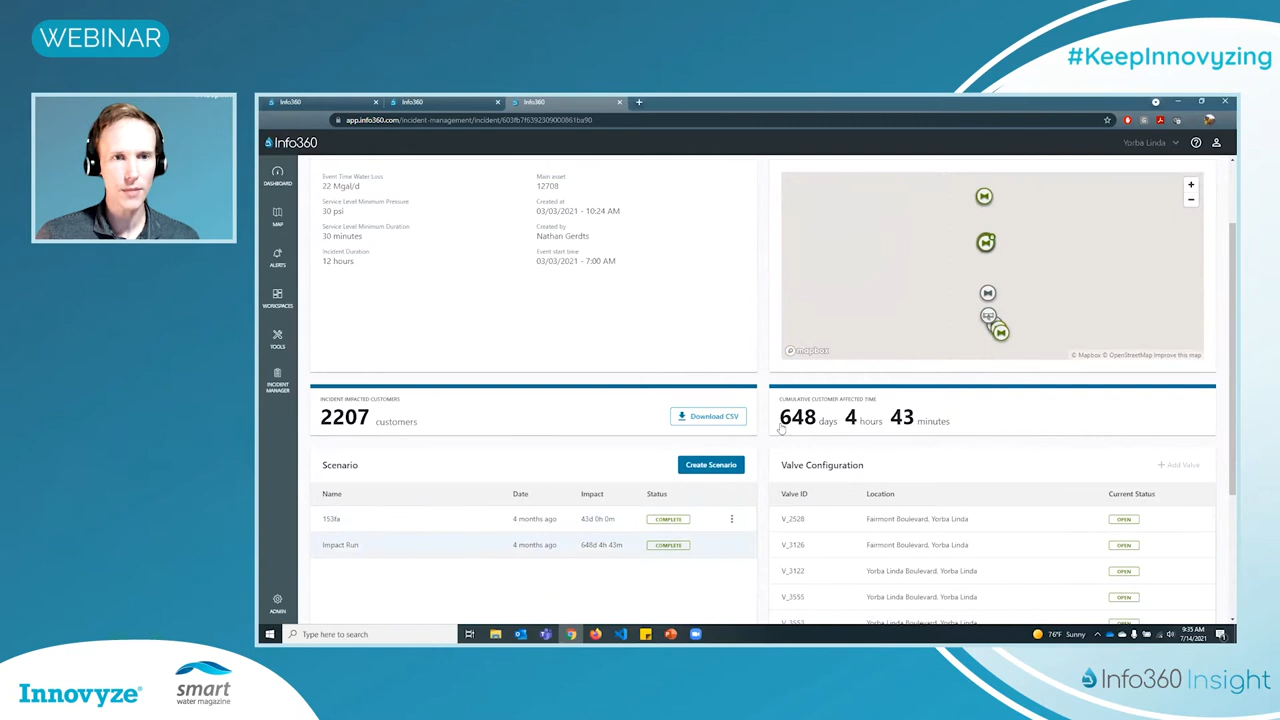 WEBINAR
#KeepInnovyzing
Info360
Info360
Info360
app.info360.com/incident-management/incident/603fb7f6392309000861ba90
Info360
Yorba Linda
DASHBOARD
MAP
ALERTS
WORKSPACES
TOOLS
INCIDENT
MANAGER
ADMIN
Event Time Water Loss
22 Mgal/d
Service Level Minimum Pressure
30 psi
Service Level Minimum Duration
30 minutes
Incident Duration
12 hours
Main asset
12708
Created at
03/03/2021 - 10:24 AM
Created by
Nathan Gerdts
Event start time
03/03/2021 - 7:00 AM
+
−
mapbox
© Mapbox © OpenStreetMap Improve this map
INCIDENT IMPACTED CUSTOMERS
2207 customers
Download CSV
CUMULATIVE CUSTOMER AFFECTED TIME
648 days 4 hours 43 minutes
Scenario
Create Scenario
Name Date Impact Status
153fa 4 months ago 43d 0h 0m COMPLETE
Impact Run 4 months ago 648d 4h 43m COMPLETE
Valve Configuration
+ Add Valve
Valve ID Location Current Status
V_2528 Fairmont Boulevard, Yorba Linda OPEN
V_3126 Fairmont Boulevard, Yorba Linda OPEN
V_3122 Yorba Linda Boulevard, Yorba Linda OPEN
V_3555 Yorba Linda Boulevard, Yorba Linda OPEN
V_3553 Yorba Linda Boulevard, Yorba Linda OPEN
Type here to search
76°F Sunny
9:35 AM
7/14/2021
Innovyze®
smart
water magazine
Info360 Insight